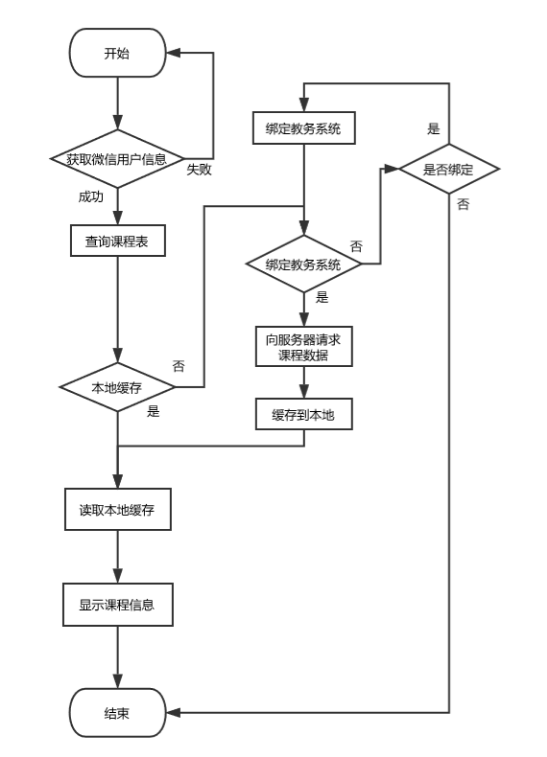 开始
获取微信用户信息
失败
成功
查询课程表
本地缓存
否
是
绑定教务系统
绑定教务系统
否
是
是否绑定
是
否
向服务器请求
课程数据
缓存到本地
读取本地缓存
显示课程信息
结束